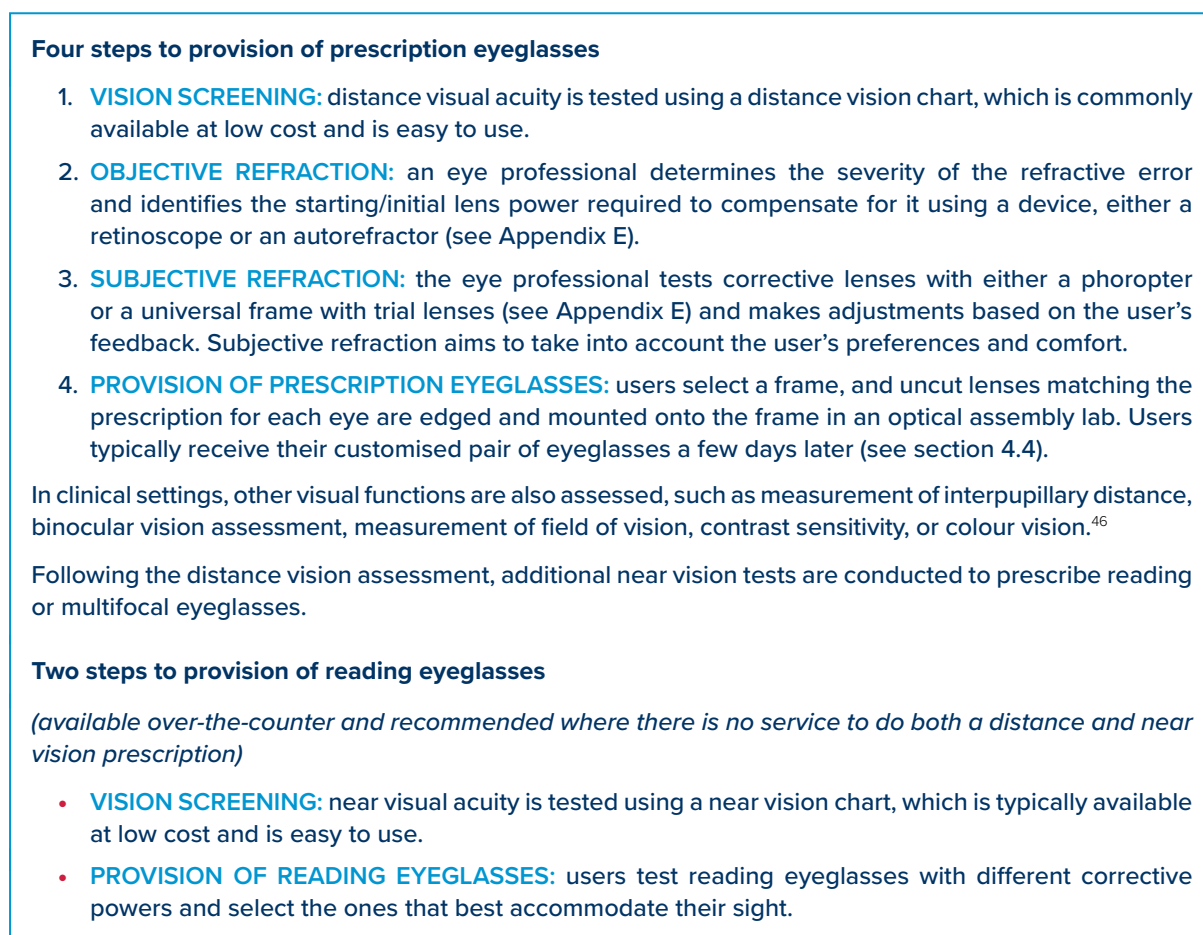 Four steps to provision of prescription eyeglasses
1. VISION SCREENING: distance visual acuity is tested using a distance vision chart, which is commonly
available at low cost and is easy to use.
2. OBJECTIVE REFRACTION: an eye professional determines the severity of the refractive error
and identifies the starting/initial lens power required to compensate for it using a device, either a
retinoscope or an autorefractor (see Appendix E).
3. SUBJECTIVE REFRACTION: the eye professional tests corrective lenses with either a phoropter
or a universal frame with trial lenses (see Appendix E) and makes adjustments based on the user’s
feedback. Subjective refraction aims to take into account the user’s preferences and comfort.
4. PROVISION OF PRESCRIPTION EYEGLASSES: users select a frame, and uncut lenses matching the
prescription for each eye are edged and mounted onto the frame in an optical assembly lab. Users
typically receive their customised pair of eyeglasses a few days later (see section 4.4).
In clinical settings, other visual functions are also assessed, such as measurement of interpupillary distance,
binocular vision assessment, measurement of field of vision, contrast sensitivity, or colour vision.46
Following the distance vision assessment, additional near vision tests are conducted to prescribe reading
or multifocal eyeglasses.
Two steps to provision of reading eyeglasses
(available over-the-counter and recommended where there is no service to do both a distance and near
vision prescription)
• VISION SCREENING: near visual acuity is tested using a near vision chart, which is typically available
at low cost and is easy to use.
• PROVISION OF READING EYEGLASSES: users test reading eyeglasses with different corrective
powers and select the ones that best accommodate their sight.